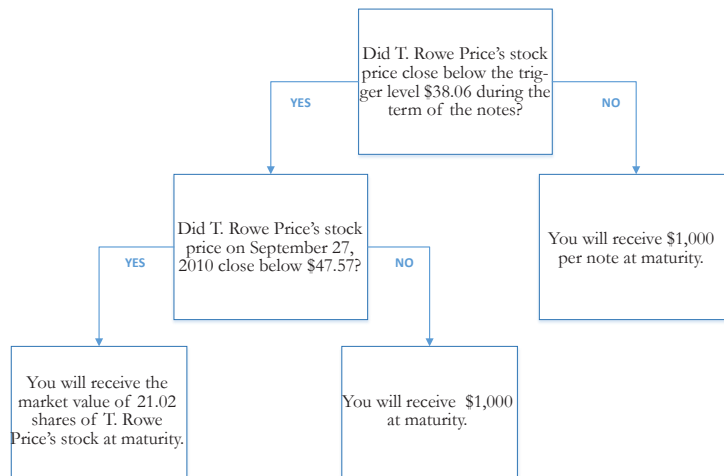 Did T. Rowe Price’s stock
price close below the trig-
ger level $38.06 during the
term of the notes?
YES
NO
Did T. Rowe Price’s stock
price on September 27,
2010 close below $47.57?
You will receive $1,000
per note at maturity.
YES
NO
You will receive the
market value of 21.02
shares of T. Rowe
Price’s stock at maturity.
You will receive $1,000
at maturity.